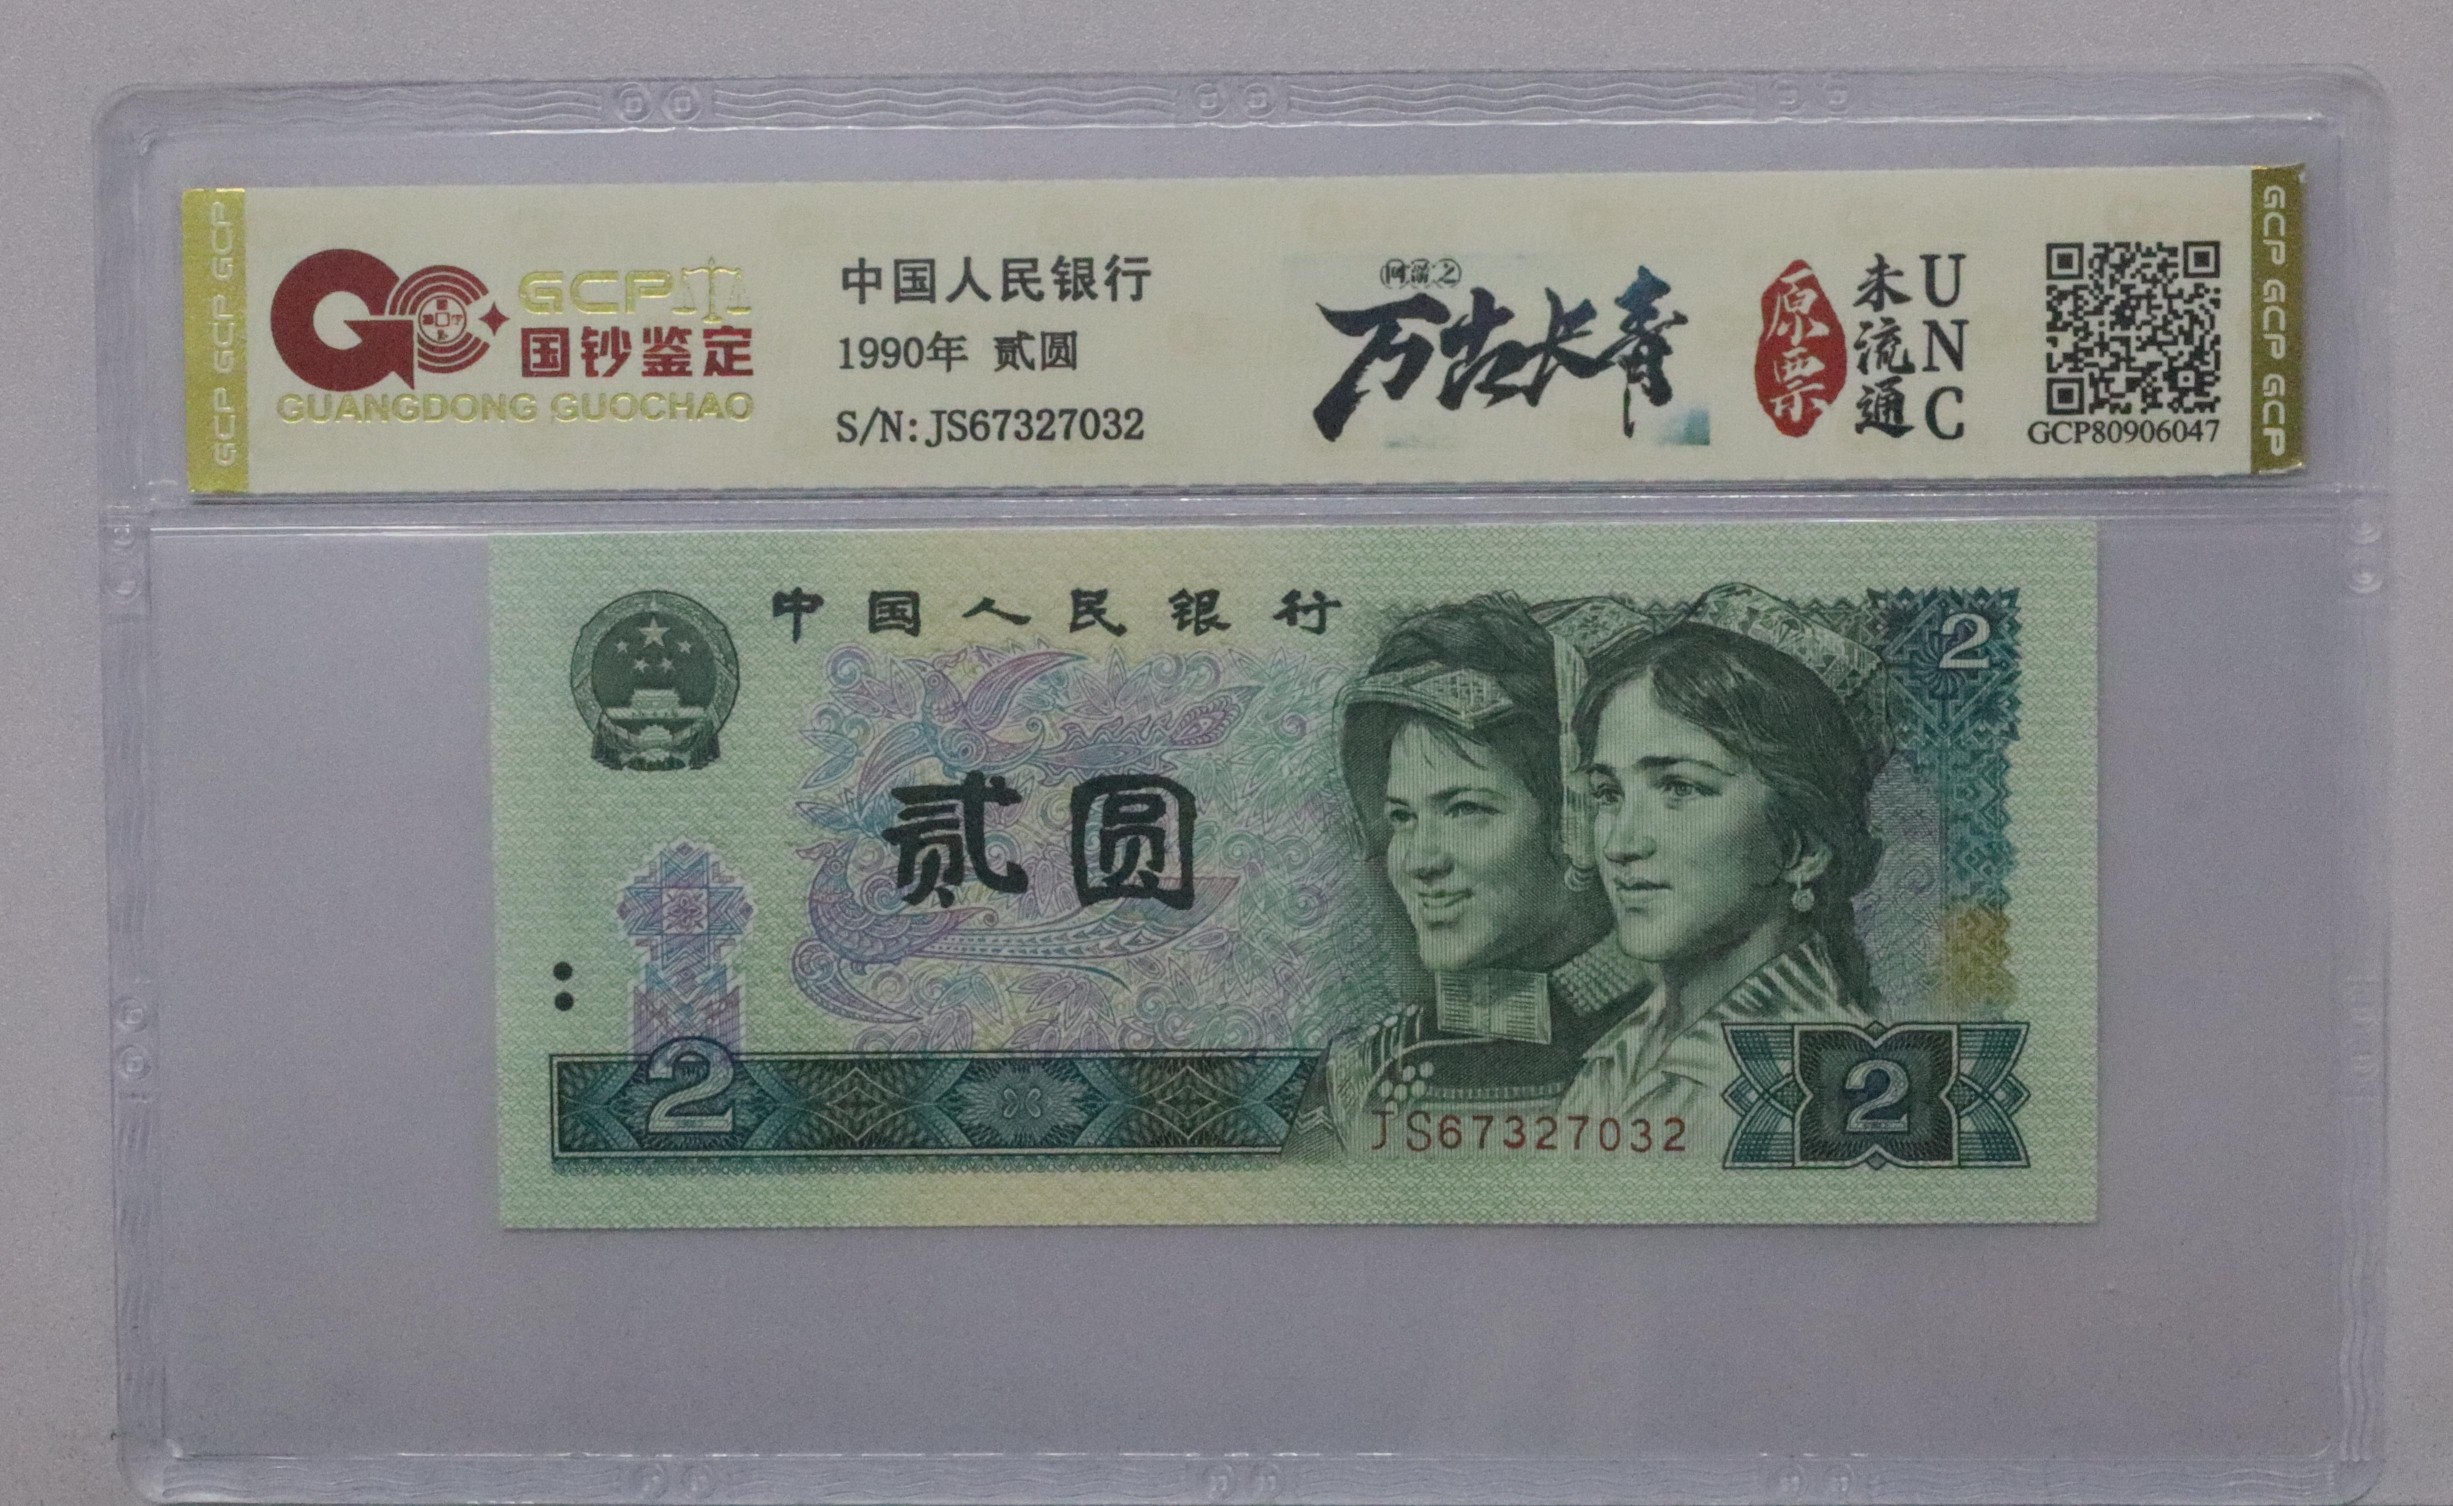 GCP GCP GCP
GCP
国钞鉴定
GUANGDONG GUOCHAO
中国人民银行
1990年 贰圆
S/N: JS67327032
万古长青
原票
未流通
UNC
GCP80906047
GCP GCP GCP
中国人民银行
2
贰圆
2
JS67327032
2